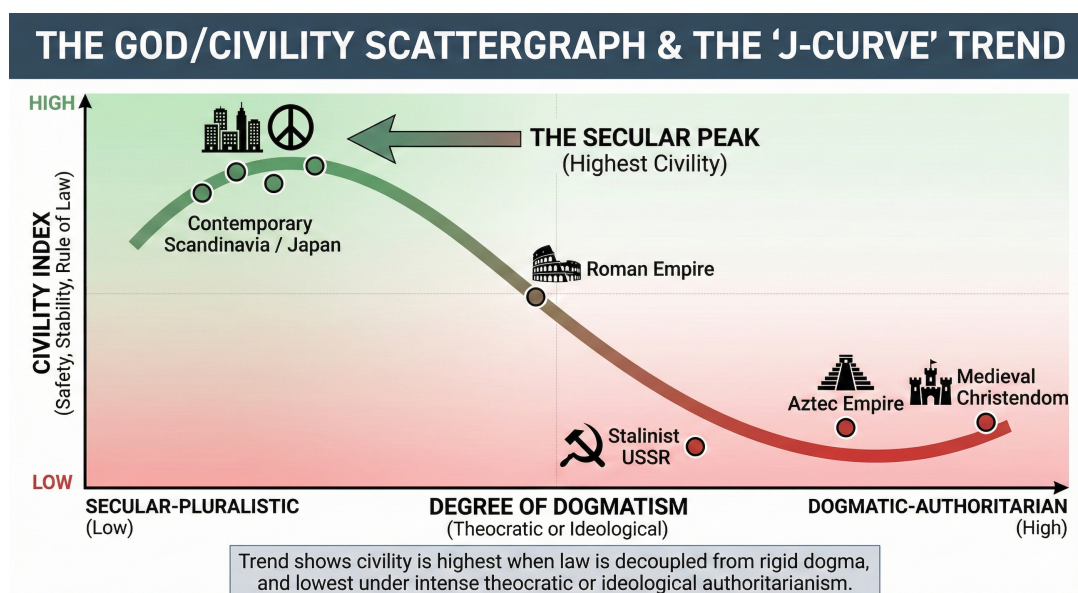 THE GOD/CIVILITY SCATTERGRAPH & THE ‘J-CURVE’ TREND
HIGH
THE SECULAR PEAK
(Highest Civility)
Contemporary
Scandinavia / Japan
CIVILITY INDEX
(Safety, Stability, Rule of Law)
Roman Empire
Medieval
Christendom
Aztec Empire
Stalinist
USSR
LOW
SECULAR-PLURALISTIC
(Low)
DEGREE OF DOGMATISM
(Theocratic or Ideological)
DOGMATIC-AUTHORITARIAN
(High)
Trend shows civility is highest when law is decoupled from rigid dogma,
and lowest under intense theocratic or ideological authoritarianism.